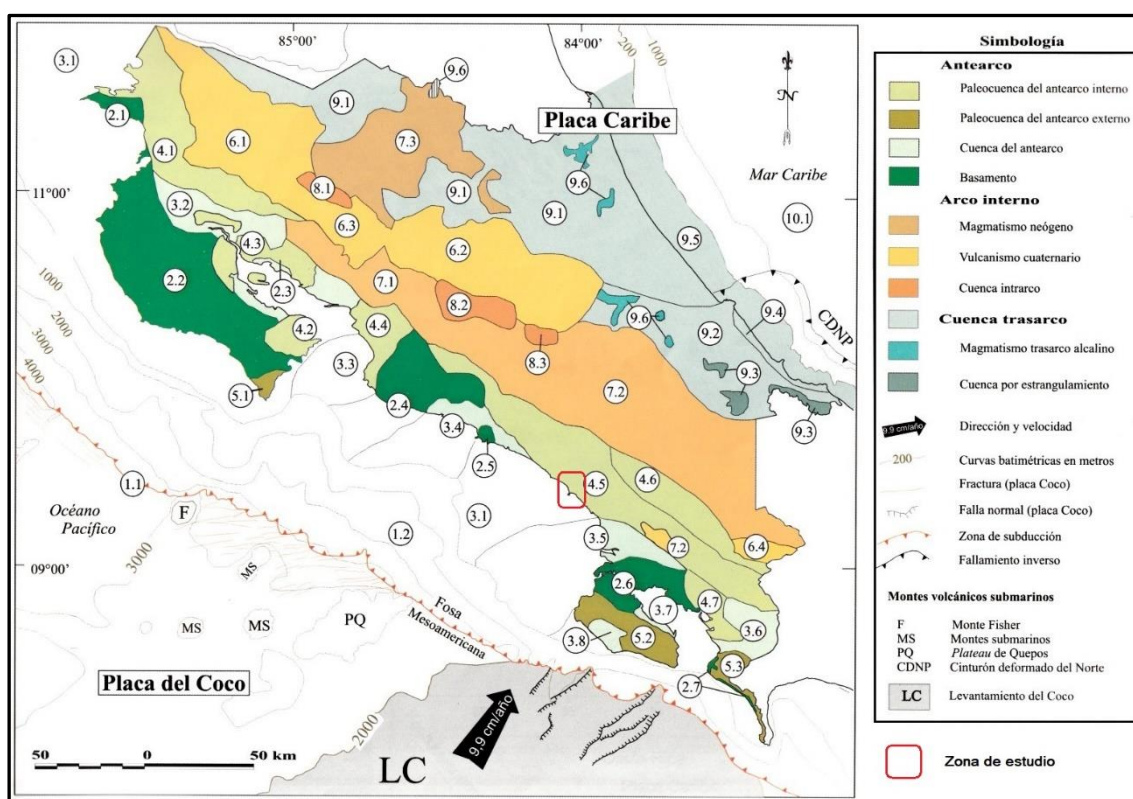 85°00'
84°00'
200
1000
3.1
9.6
9.1
Placa Caribe
2.1
7.3
6.1
4.1
9.6
Mar Caribe
11°00'
8.1
9.1
9.1
10.1
3.2
6.3
6.2
9.5
4.3
1000
2000
3000
4000
2.2
7.1
2.3
8.2
9.6
9.2
9.4
CDNP
4.2
4.4
8.3
9.3
3.3
7.2
5.1
2.4
9.3
3.4
2.5
4.6
4.5
1.1
Océano
Pacífico
F
3.1
1.2
3.5
7.2
6.4
09°00'
3000
MS
2.6
3.7
4.7
MS
MS
PQ
Fosa
Mesoamericana
3.8
5.2
3.6
5.3
Placa del Coco
2.7
2000
9,9 cm/año
50
0
50 km
LC
N
Simbología
Antearco
Paleocuenca del antearco interno
Paleocuenca del antearco externo
Cuenca del antearco
Basamento
Arco interno
Magmatismo neógeno
Vulcanismo cuaternario
Cuenca intrarco
Cuenca trasarco
Magmatismo trasarco alcalino
Cuenca por estrangulamiento
9,9 cm/año
Dirección y velocidad
200
Curvas batimétricas en metros
Fractura (placa Coco)
Falla normal (placa Coco)
Zona de subducción
Fallamiento inverso
Montes volcánicos submarinos
F Monte Fisher
MS Montes submarinos
PQ Plateau de Quepos
CDNP Cinturón deformado del Norte
LC Levantamiento del Coco
Zona de estudio